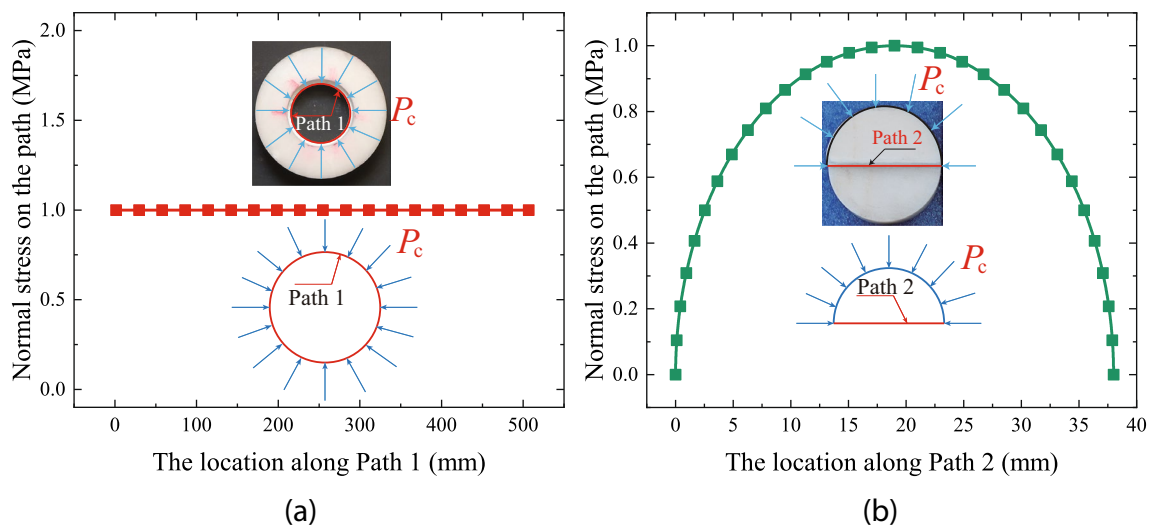 Normal stress on the path (MPa)
2.0
1.5
1.0
0.5
0.0
Path 1
Pc
Pc
Path 1
0 100 200 300 400 500
The location along Path 1 (mm)
(a)
Normal stress on the path (MPa)
1.0
0.8
0.6
0.4
0.2
0.0
Pc
Path 2
Pc
Path 2
0 5 10 15 20 25 30 35 40
The location along Path 2 (mm)
(b)